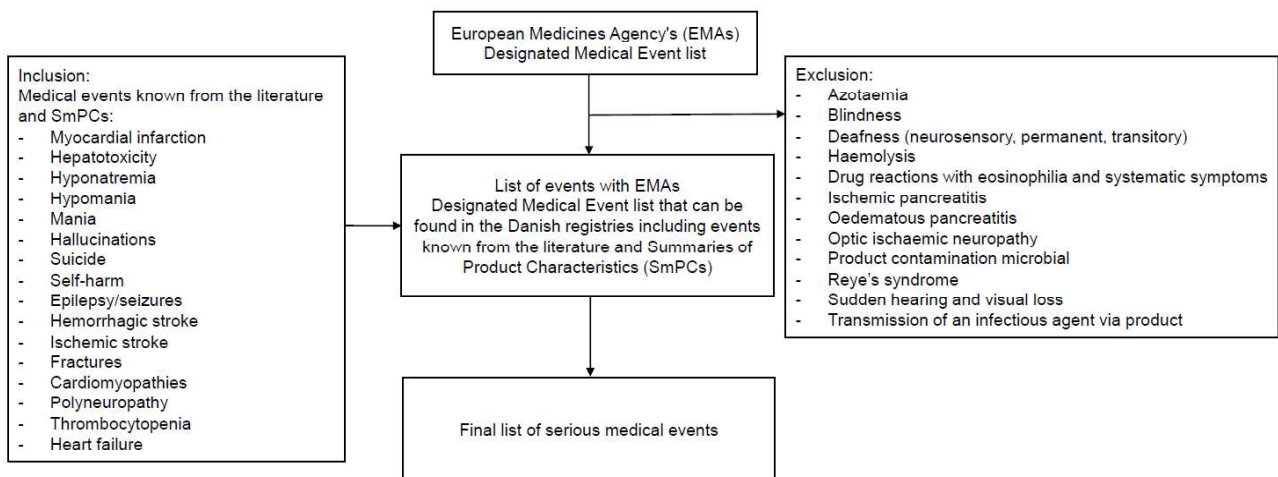 European Medicines Agency's (EMAs)
Designated Medical Event list
Inclusion:
Medical events known from the literature
and SmPCs:
- Myocardial infarction
- Hepatotoxicity
- Hyponatremia
- Hypomania
- Mania
- Hallucinations
- Suicide
- Self-harm
- Epilepsy/seizures
- Hemorrhagic stroke
- Ischemic stroke
- Fractures
- Cardiomyopathies
- Polyneuropathy
- Thrombocytopenia
- Heart failure
Exclusion:
- Azotaemia
- Blindness
- Deafness (neurosensory, permanent, transitory)
- Haemolysis
- Drug reactions with eosinophilia and systematic symptoms
- Ischemic pancreatitis
- Oedematous pancreatitis
- Optic ischaemic neuropathy
- Product contamination microbial
- Reye's syndrome
- Sudden hearing and visual loss
- Transmission of an infectious agent via product
List of events with EMAs
Designated Medical Event list that can be
found in the Danish registries including events
known from the literature and Summaries of
Product Characteristics (SmPCs)
Final list of serious medical events